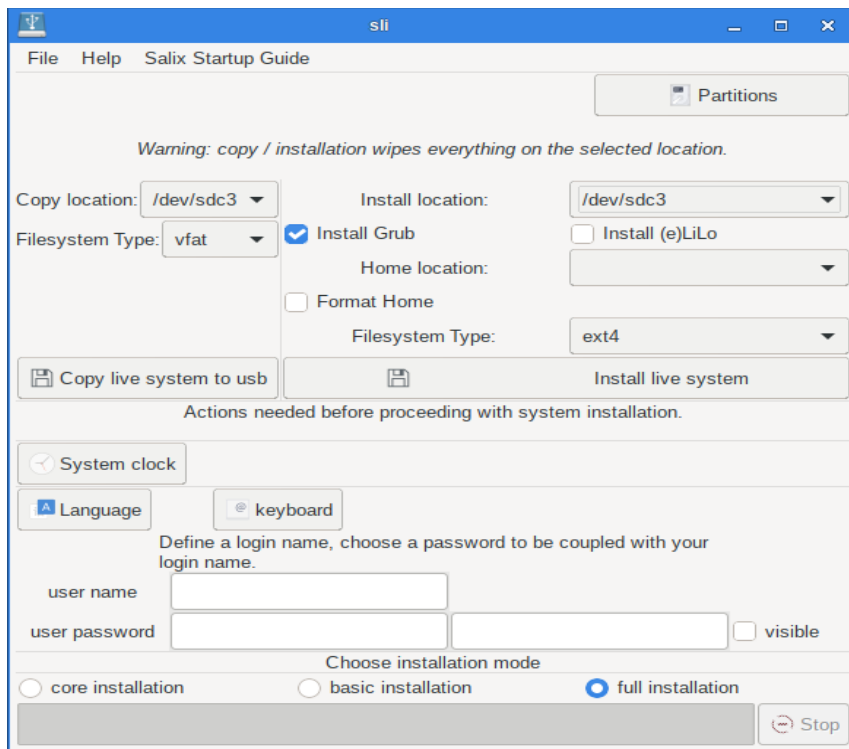 sli
File Help Salix Startup Guide
Partitions
Warning: copy / installation wipes everything on the selected location.
Copy location: /dev/sdc3 Install location: /dev/sdc3
Filesystem Type: vfat Install Grub Install (e)LiLo
Home location:
Format Home
Filesystem Type: ext4
Copy live system to usb Install live system
Actions needed before proceeding with system installation.
System clock
A Language @ keyboard
Define a login name, choose a password to be coupled with your
login name.
user name
user password visible
Choose installation mode
core installation basic installation full installation
Stop